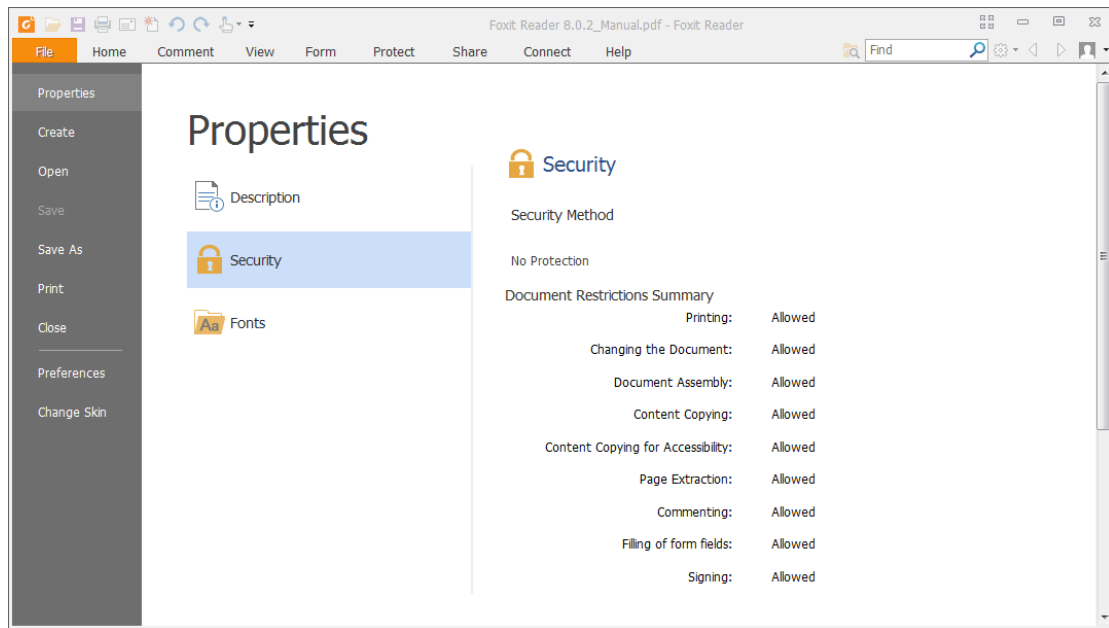 Foxit Reader 8.0.2_Manual.pdf - Foxit Reader
File Home Comment View Form Protect Share Connect Help Find
Properties
Create
Open
Save
Save As
Print
Close
Preferences
Change Skin
Properties
Description
Security
Aa Fonts
Security
Security Method
No Protection
Document Restrictions Summary
Printing: Allowed
Changing the Document: Allowed
Document Assembly: Allowed
Content Copying: Allowed
Content Copying for Accessibility: Allowed
Page Extraction: Allowed
Commenting: Allowed
Filling of form fields: Allowed
Signing: Allowed